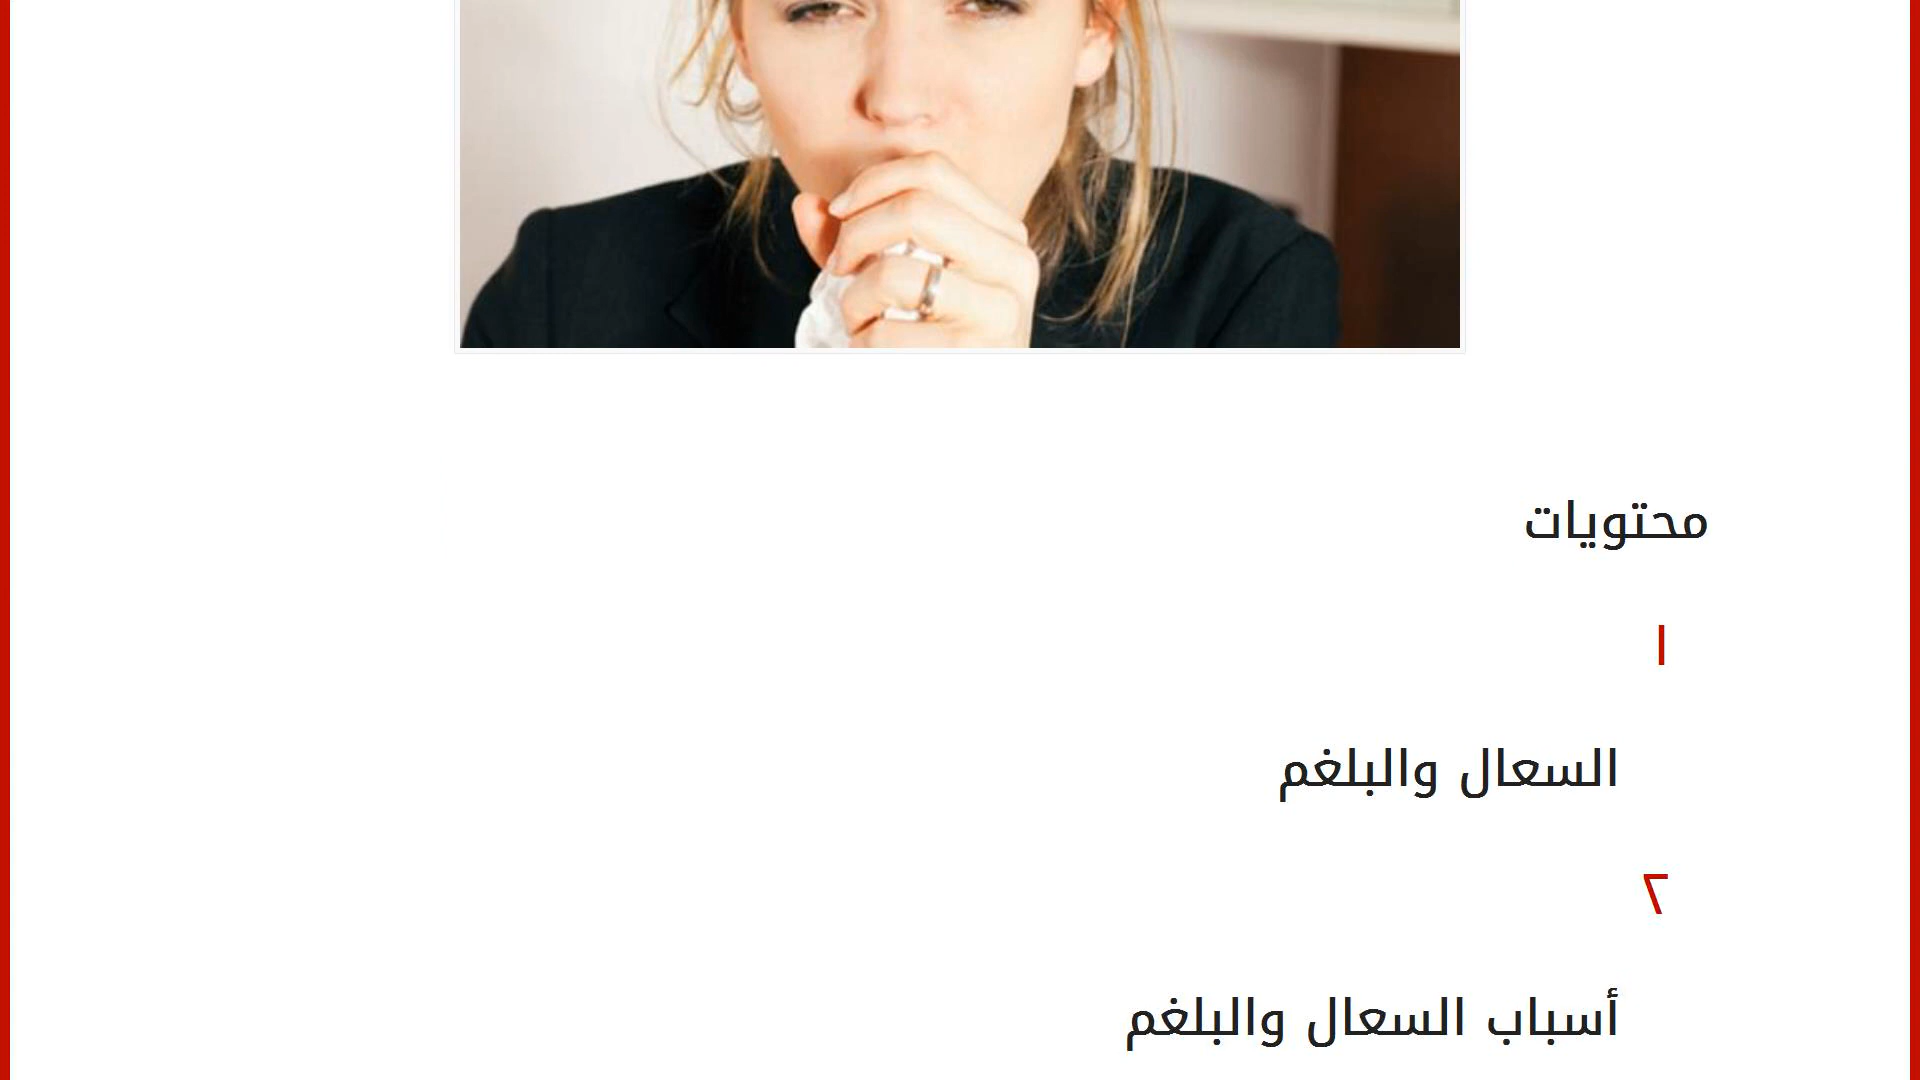 محتويات
١
السعال والبلغم
٢
أسباب السعال والبلغم